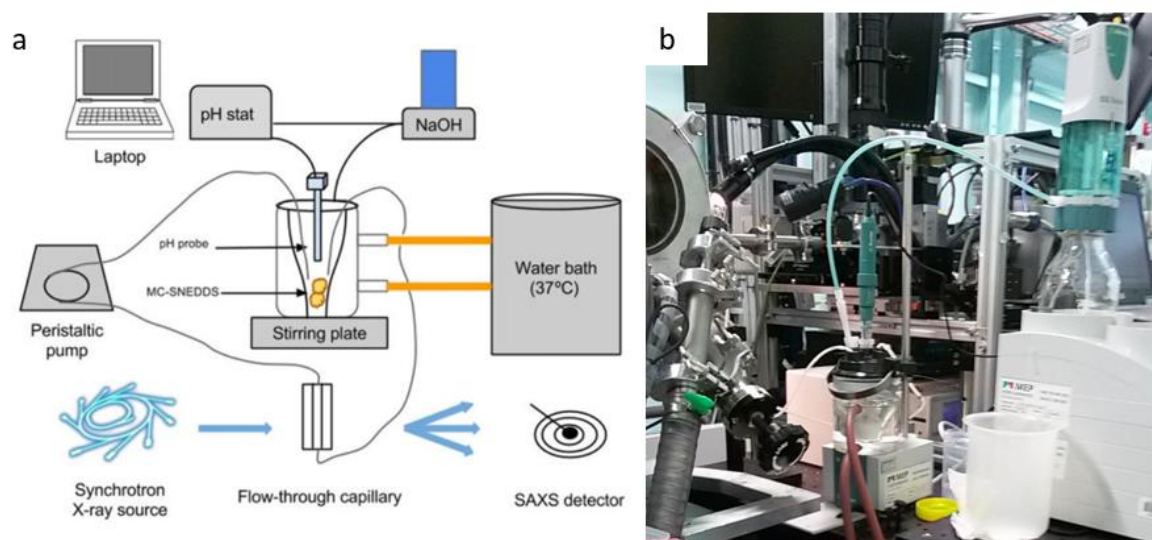 a
b
Laptop
pH stat
NaOH
pH probe
MC-SNEDDS
Peristaltic
pump
Stirring plate
Water bath
(37ºC)
Synchrotron
X-ray source
Flow-through capillary
SAXS detector